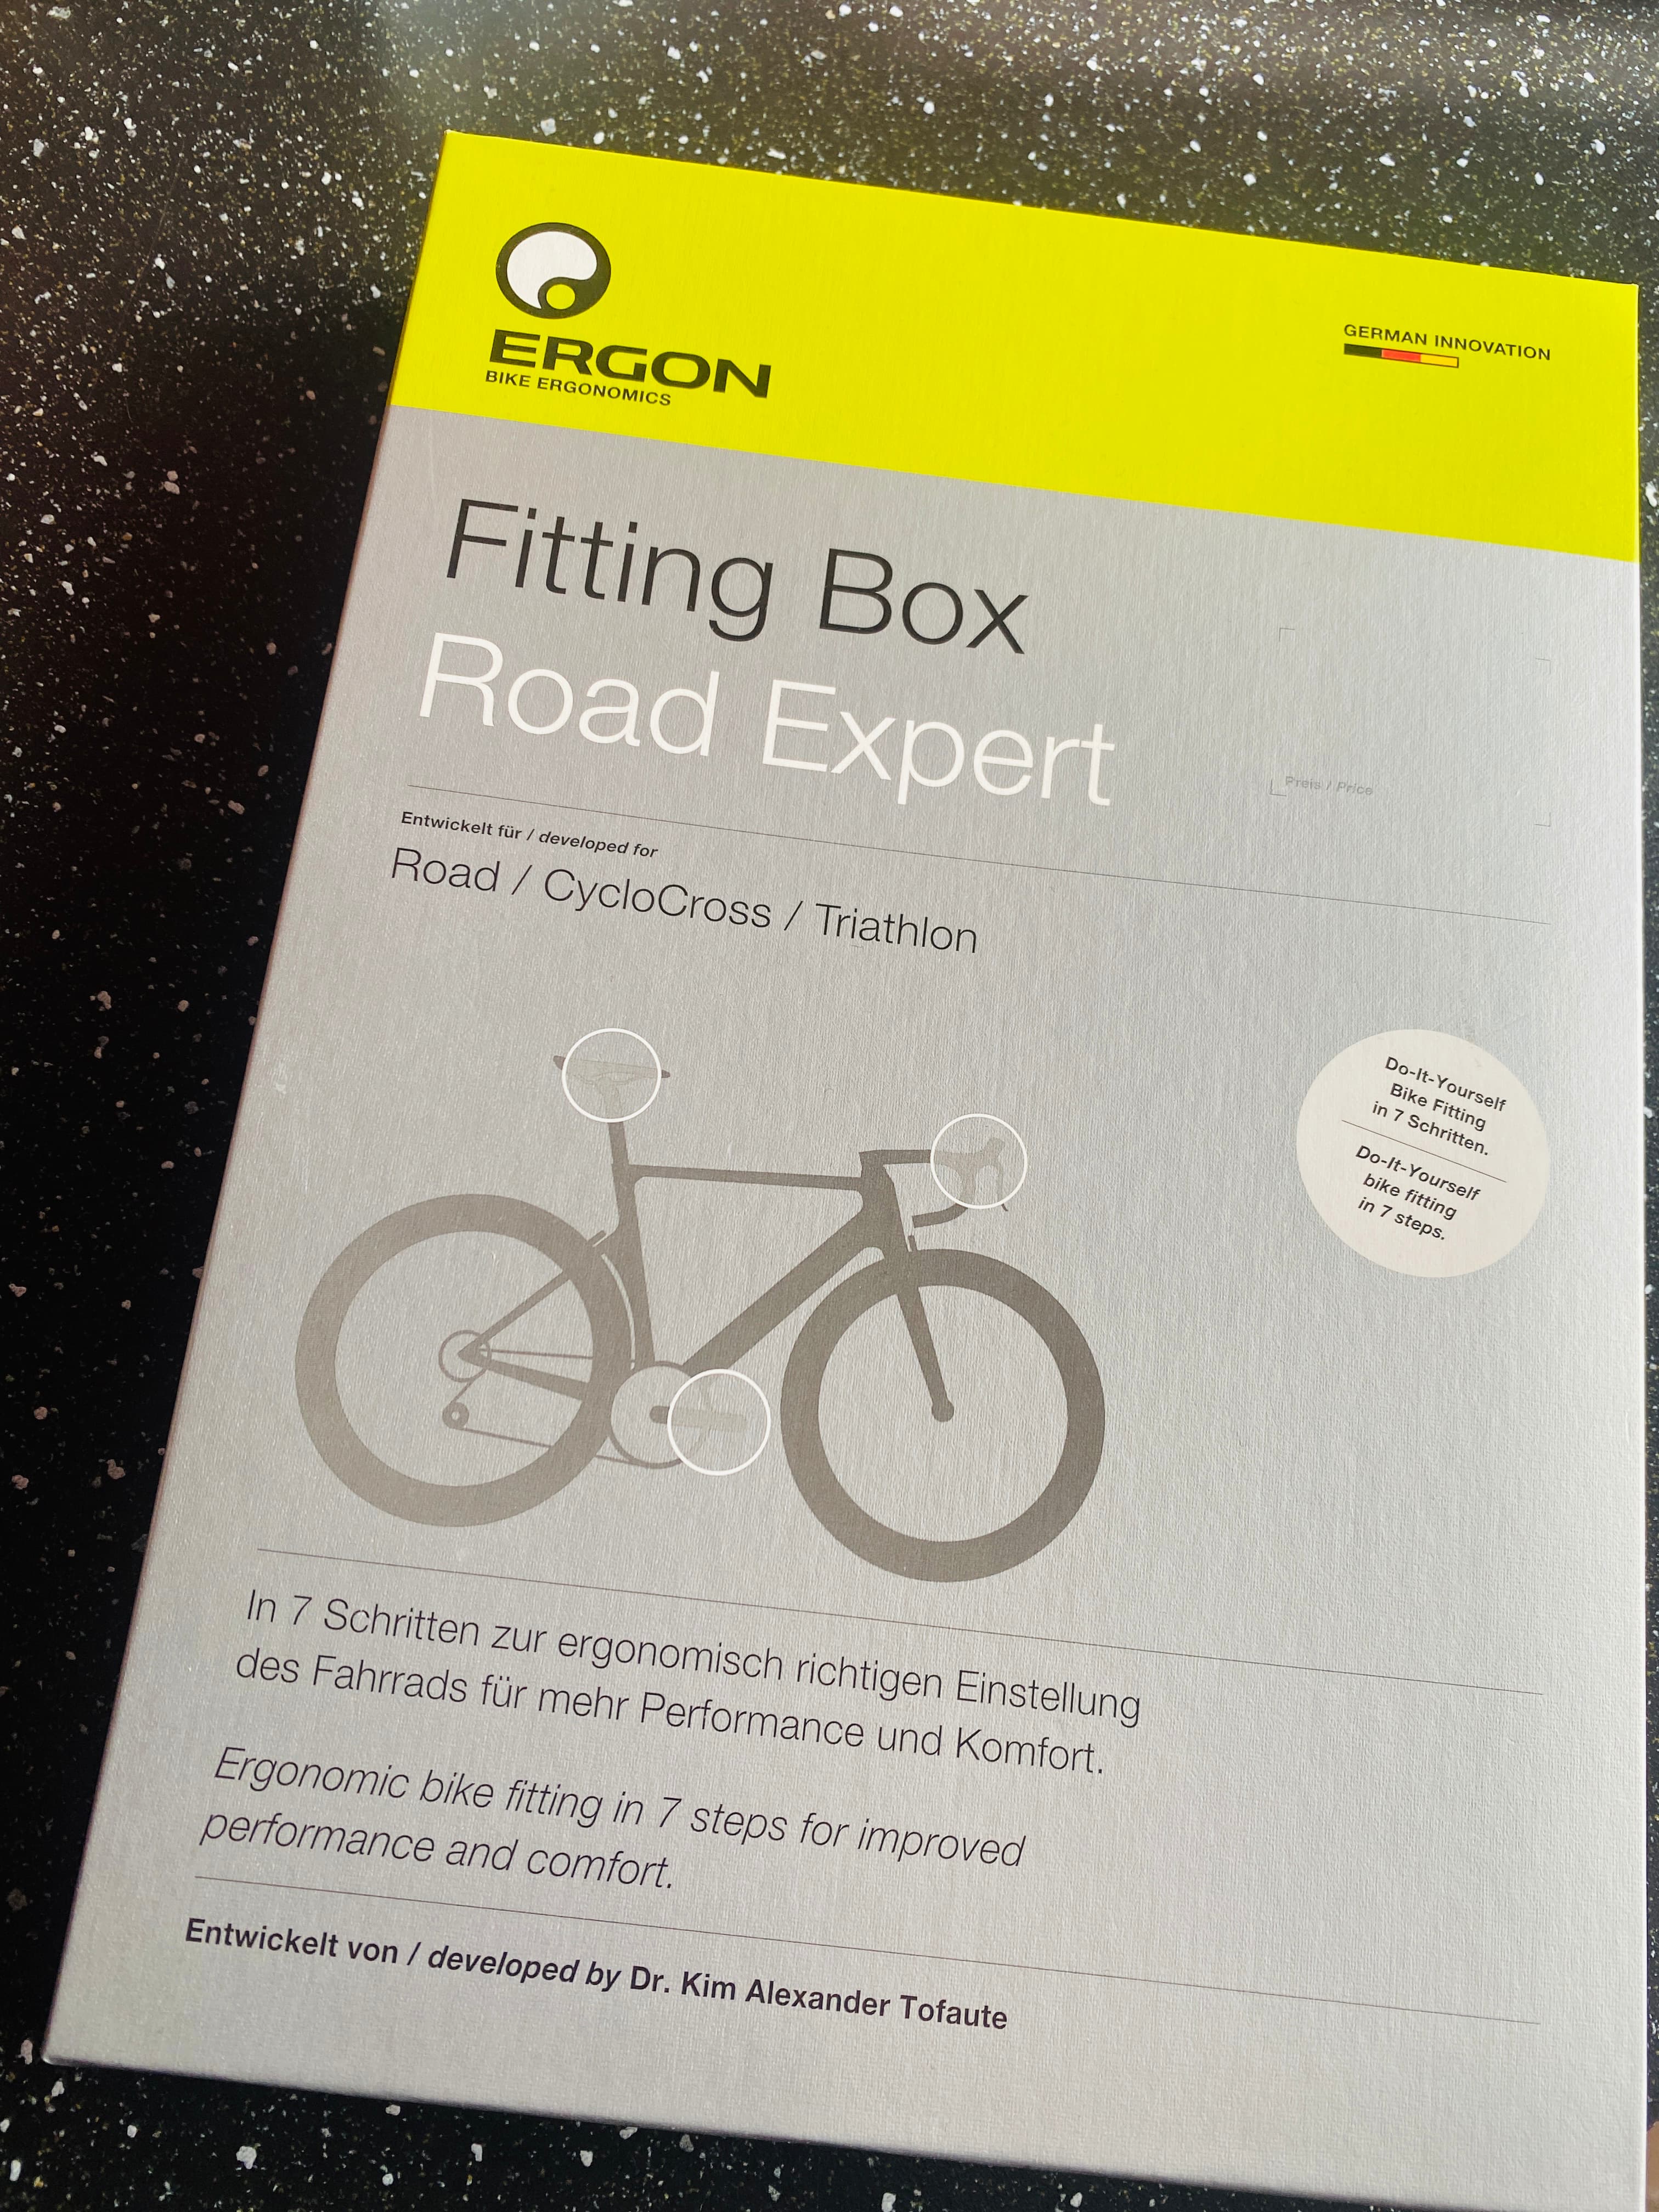 ERGON
BIKE ERGONOMICS
GERMAN INNOVATION
Fitting Box
Road Expert
Preis / Price
Entwickelt für / developed for
Road / CycloCross / Triathlon
Do-It-Yourself
Bike Fitting
in 7 Schritten.
Do-It-Yourself
bike fitting
in 7 steps.
In 7 Schritten zur ergonomisch richtigen Einstellung
des Fahrrads für mehr Performance und Komfort.
Ergonomic bike fitting in 7 steps for improved
performance and comfort.
Entwickelt von / developed by Dr. Kim Alexander Tofaute